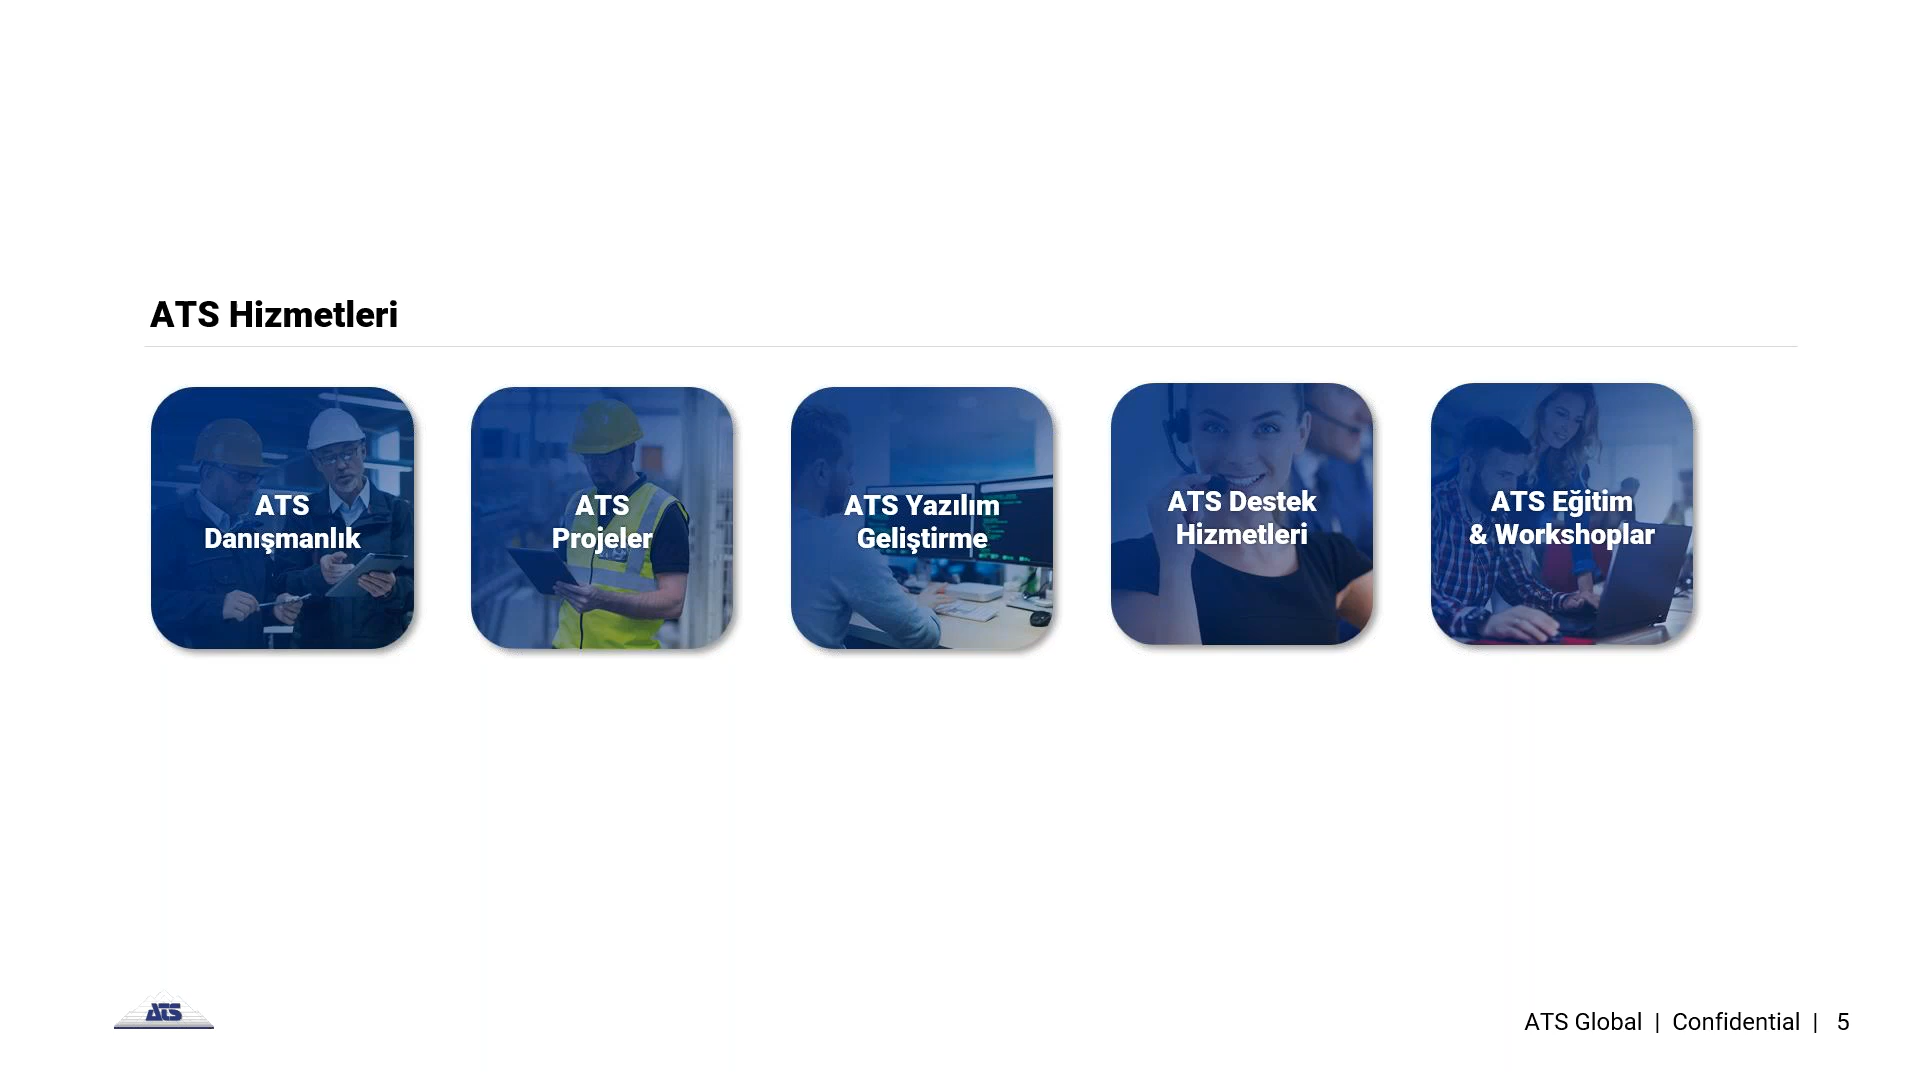 ATS Hizmetleri
ATS
Danışmanlık
ATS
Projeler
ATS Yazılım
Geliştirme
ATS Destek
Hizmetleri
ATS Eğitim
& Workshoplar
ATS
ATS Global | Confidential | 5